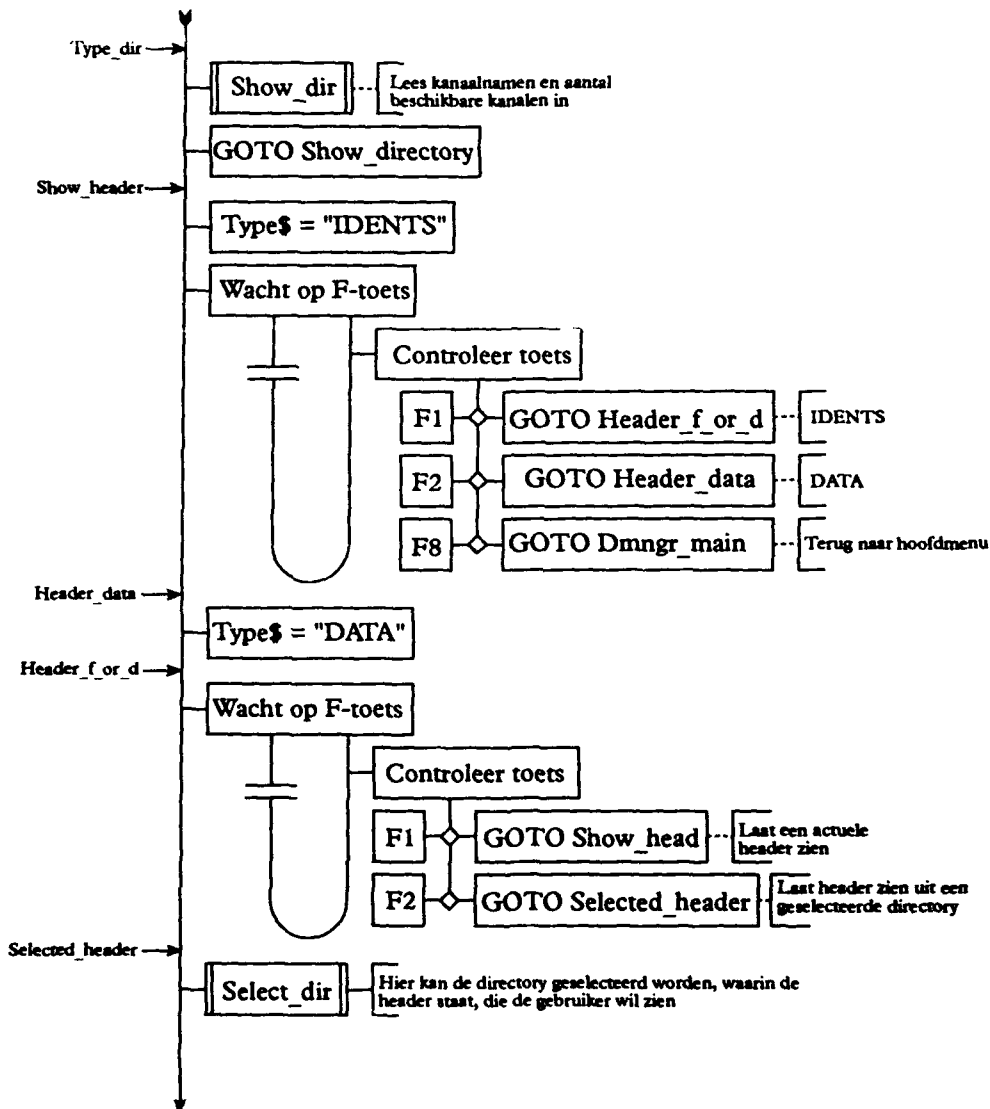 Type_dir
Show_dir
Lees kanaalnamen en aantal
beschikbare kanalen in
GOTO Show_directory
Show_header
Type$ = "IDENTS"
Wacht op F-toets
Controleer toets
F1
GOTO Header_f_or_d
IDENTS
F2
GOTO Header_data
DATA
F8
GOTO Dmngr_main
Terug naar hoofdmenu
Header_data
Type$ = "DATA"
Header_f_or_d
Wacht op F-toets
Controleer toets
F1
GOTO Show_head
Laat een actuele
header zien
F2
GOTO Selected_header
Laat header zien uit een
geselecteerde directory
Selected_header
Select_dir
Hier kan de directory geselecteerd worden, waarin de
header staat, die de gebruiker wil zien